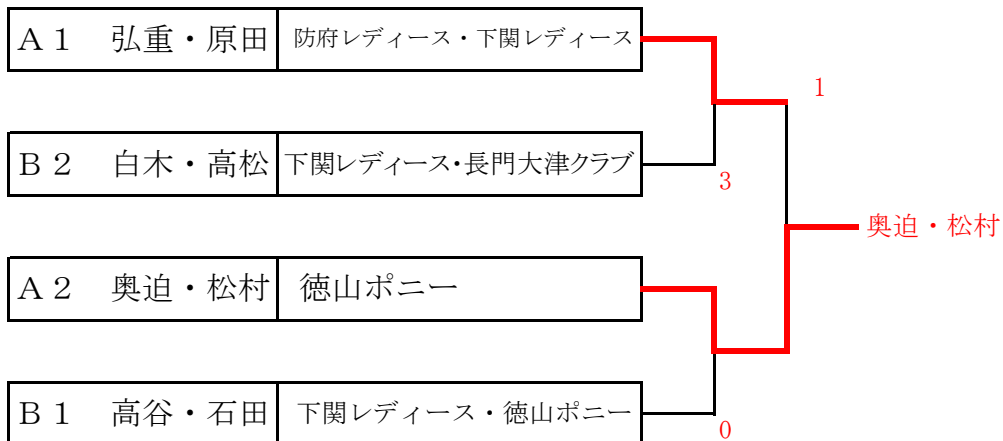 A1 弘重・原田 防府レディース・下関レディース
1
B2 白木・高松 下関レディース・長門大津クラブ
3
奥迫・松村
A2 奥迫・松村 徳山ポニー
B1 高谷・石田 下関レディース・徳山ポニー
0